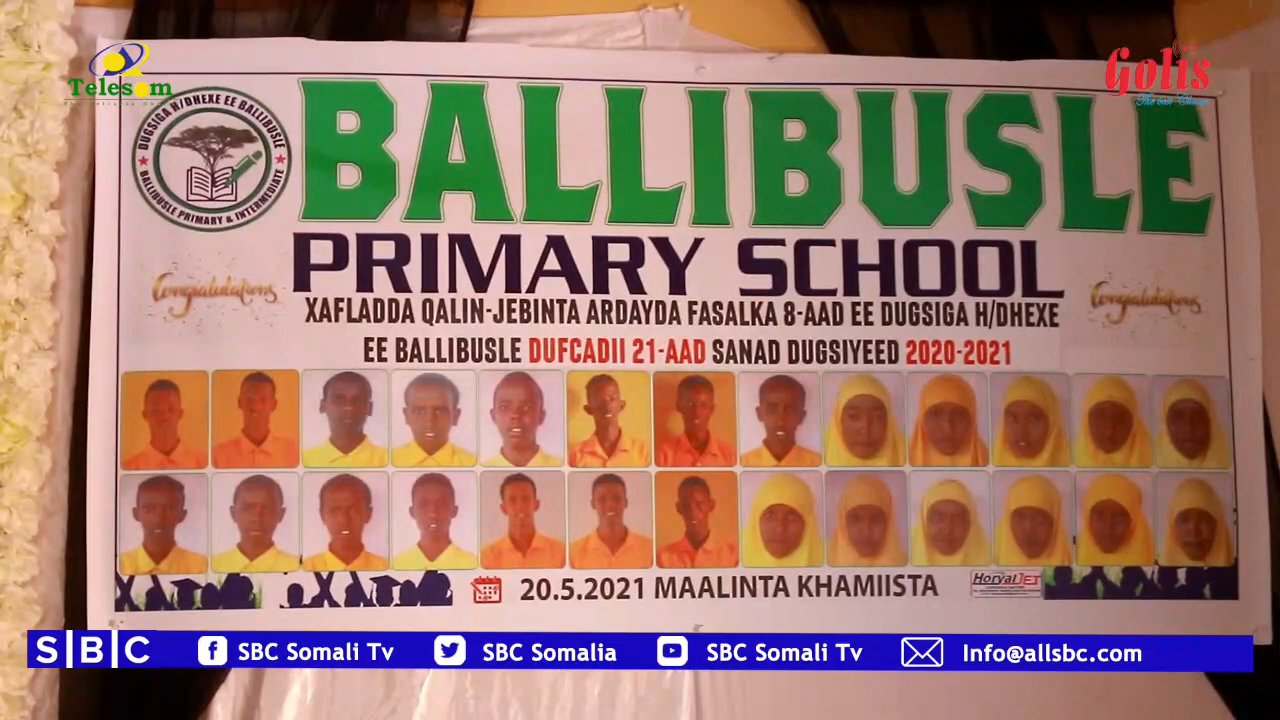 Telesom
Golis
DUGSIGA H/DHEXE EE BALLIBUSLE
BALLIBUSLE PRIMARY & INTERMEDIATE
BALLIBUSLE
PRIMARY SCHOOL
Congratulations
Congratulations
XAFLADDA QALIN-JEBINTA ARDAYDA FASALKA 8-AAD EE DUGSIGA H/DHEXE
EE BALLIBUSLE DUFCADII 21-AAD SANAD DUGSIYEED 2020-2021
20.5.2021 MAALINTA KHAMIISTA
HoryalJET
SBC
SBC Somali Tv
SBC Somalia
SBC Somali Tv
Info@allsbc.com